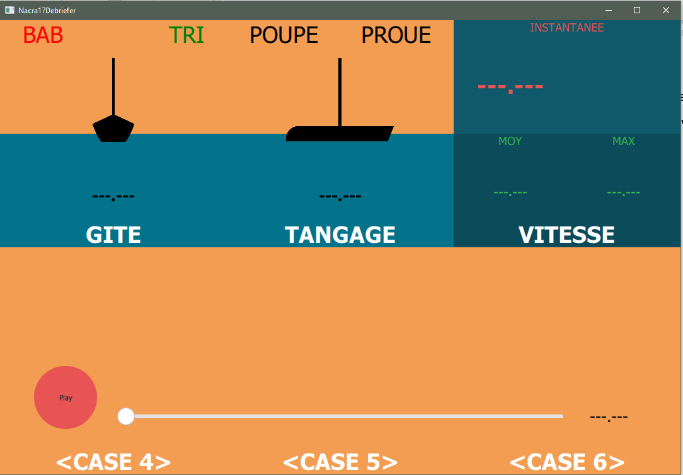 Nacra17Debriefer
BAB TRI POUPE PROUE
INSTANTANEE
---.---
MOY MAX
---.--- ---.--- ---.--- ---.---
GITE TANGAGE VITESSE
Play
---.---
<CASE 4> <CASE 5> <CASE 6>